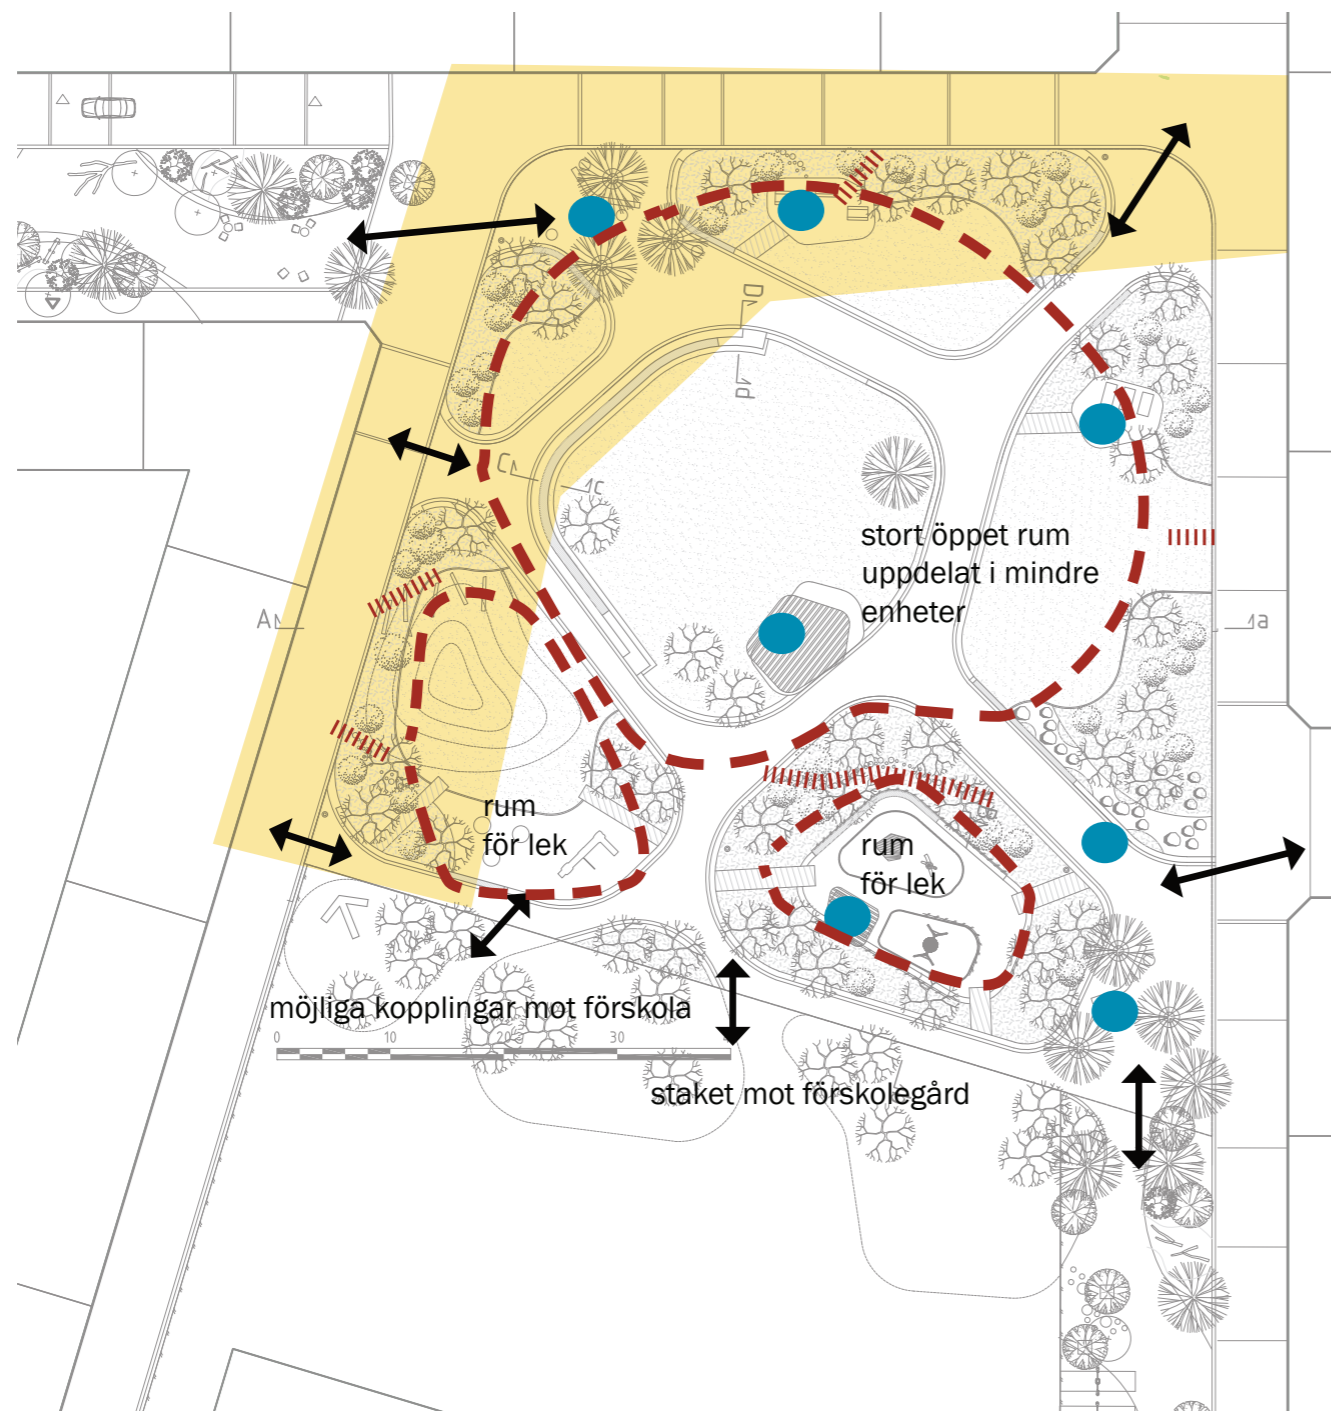 D
d
C
c
stort öppet rum
uppdelat i mindre
enheter
A
a
rum
för lek
rum
för lek
möjliga kopplingar mot förskola
0 10 20 30
staket mot förskolegård